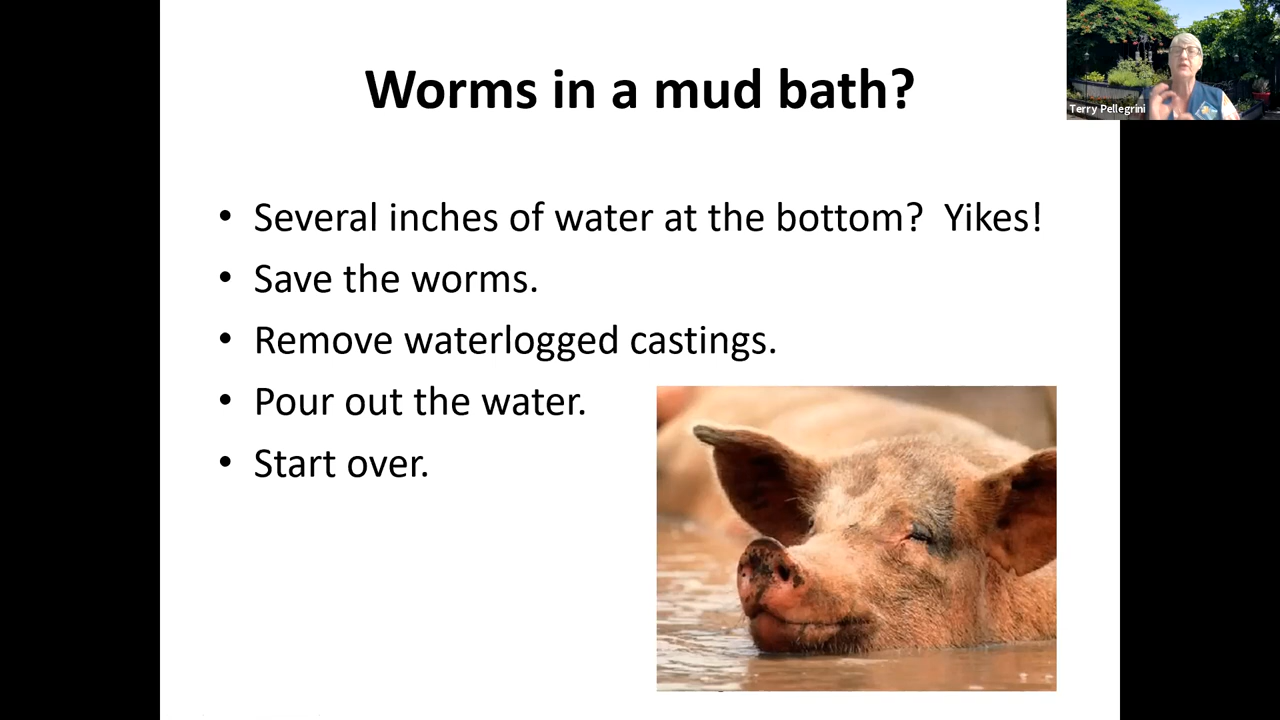 Worms in a mud bath?
Terry Pellegrini
• Several inches of water at the bottom?  Yikes!
• Save the worms.
• Remove waterlogged castings.
• Pour out the water.
• Start over.